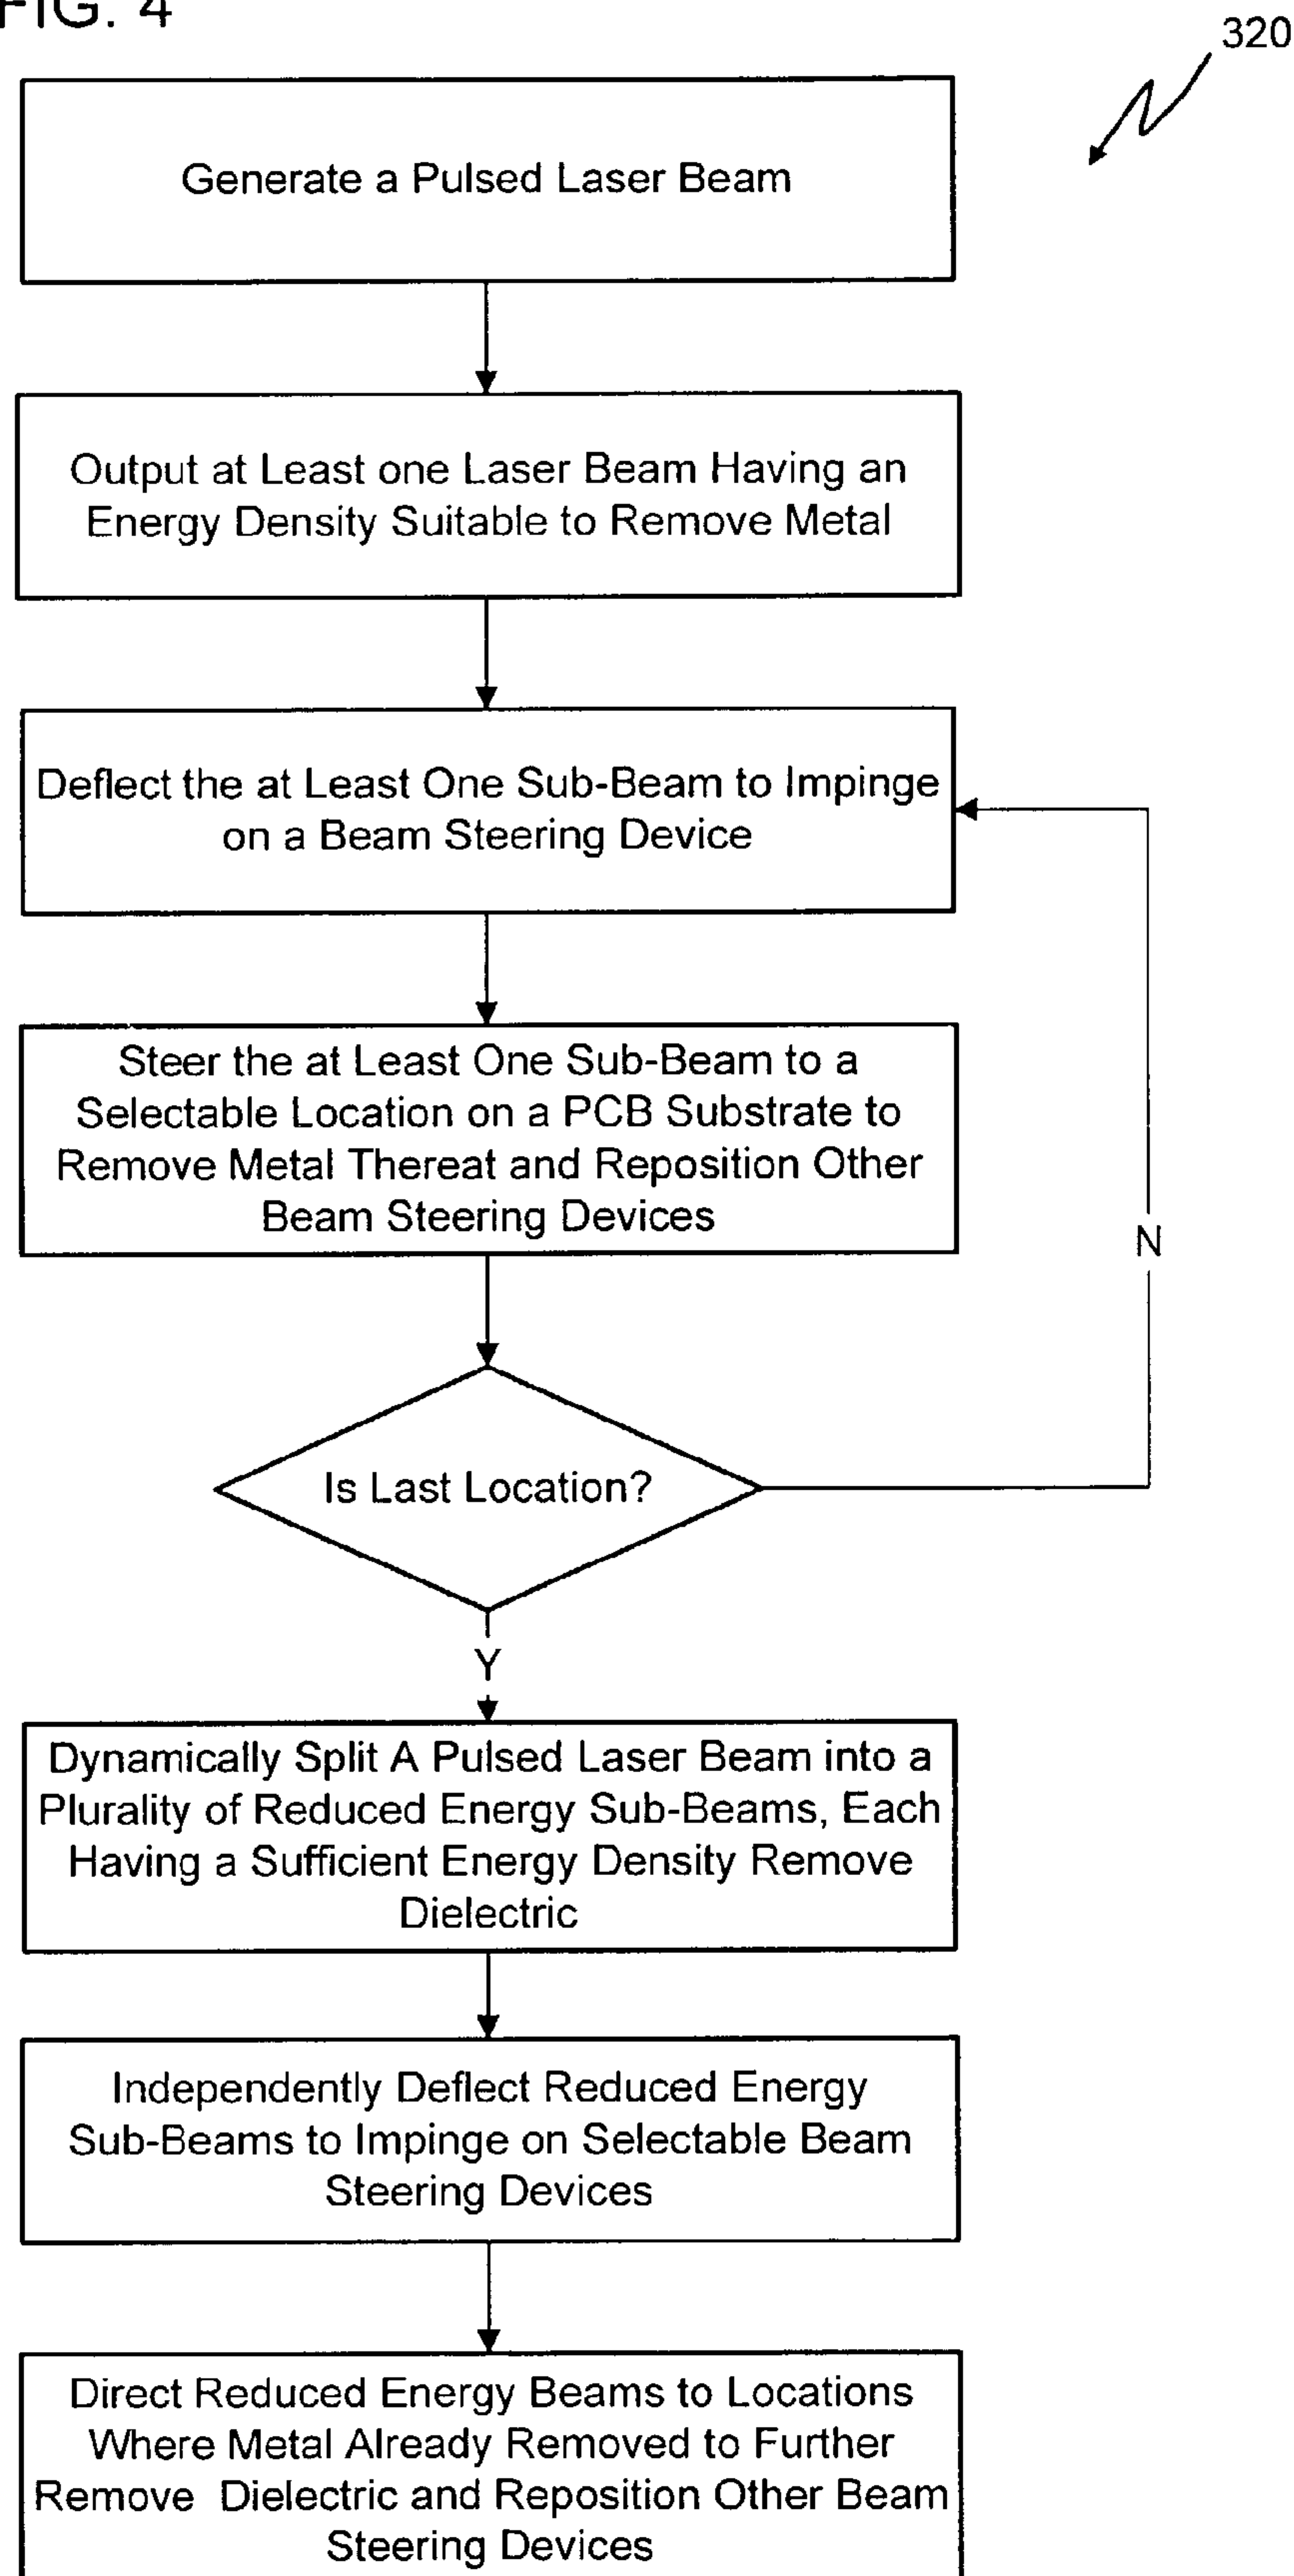 FIG. 4
320
Generate a Pulsed Laser Beam
Output at Least one Laser Beam Having an
Energy Density Suitable to Remove Metal
Deflect the at Least One Sub-Beam to Impinge
on a Beam Steering Device
Steer the at Least One Sub-Beam to a
Selectable Location on a PCB Substrate to
Remove Metal Thereat and Reposition Other
Beam Steering Devices
N
Is Last Location?
Y
Dynamically Split A Pulsed Laser Beam into a
Plurality of Reduced Energy Sub-Beams, Each
Having a Sufficient Energy Density Remove
Dielectric
Independently Deflect Reduced Energy
Sub-Beams to Impinge on Selectable Beam
Steering Devices
Direct Reduced Energy Beams to Locations
Where Metal Already Removed to Further
Remove Dielectric and Reposition Other Beam
Steering Devices